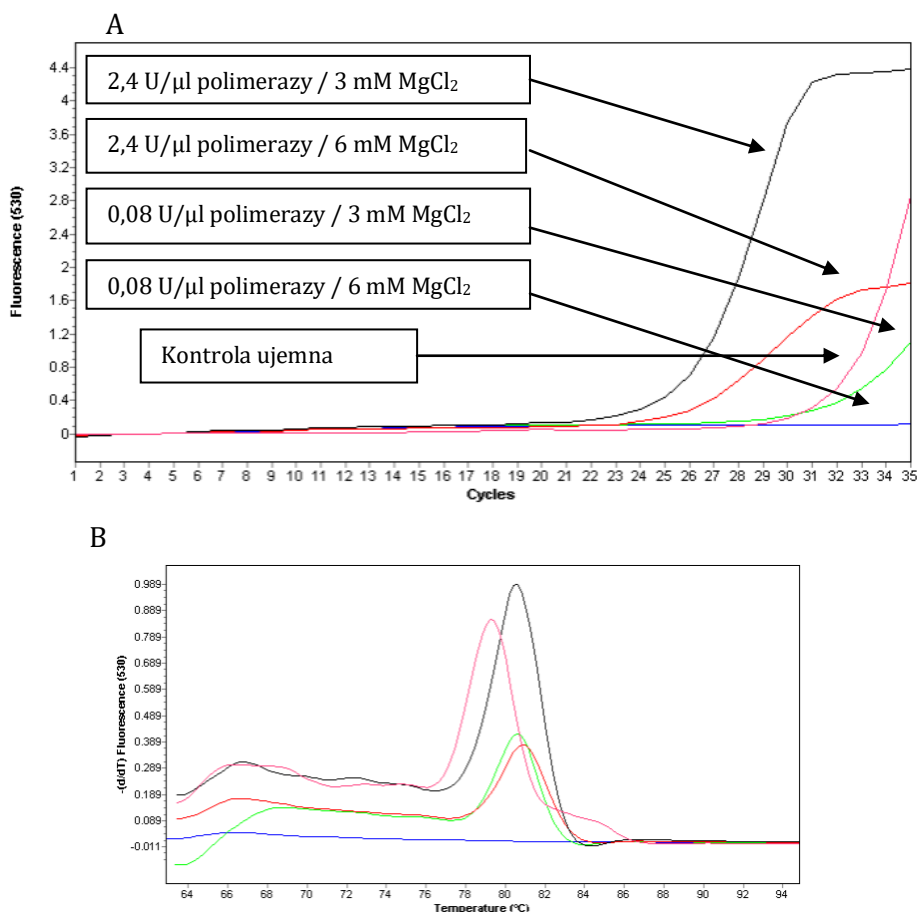 A
2,4 U/µl polimerazy / 3 mM MgCl₂
2,4 U/µl polimerazy / 6 mM MgCl₂
0,08 U/µl polimerazy / 3 mM MgCl₂
0,08 U/µl polimerazy / 6 mM MgCl₂
Kontrola ujemna
Fluorescence (530)
4.4
4
3.6
3.2
2.8
2.4
2
1.6
1.2
0.8
0.4
0
1 2 3 4 5 6 7 8 9 10 11 12 13 14 15 16 17 18 19 20 21 22 23 24 25 26 27 28 29 30 31 32 33 34 35
Cycles
B
-(d/dT) Fluorescence (530)
0.989
0.889
0.789
0.689
0.589
0.489
0.389
0.289
0.189
0.089
-0.011
64 66 68 70 72 74 76 78 80 82 84 86 88 90 92 94
Temperature (°C)